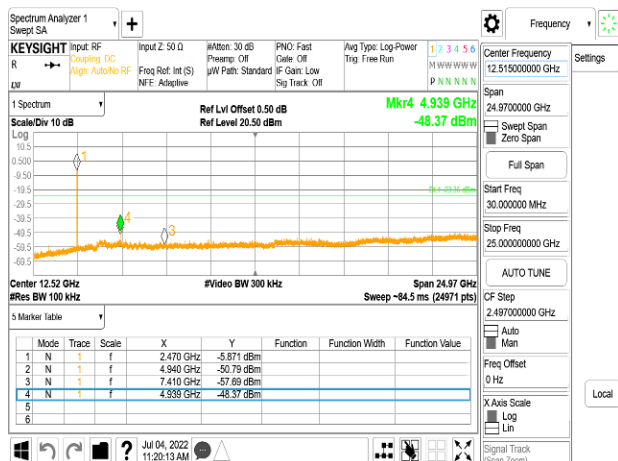 Spectrum Analyzer 1
Swept SA
Frequency
KEYSIGHT Input: RF Input Z: 50 Ω #Atten: 30 dB PNO: Fast Avg Type: Log-Power 1 2 3 4 5 6
R Coupling: DC Preamp: Off Gate: Off Trig: Free Run M W W W W W
Align: Auto/No RF Freq Ref: Int (S) µW Path: Standard IF Gain: Low
NFE: Adaptive Sig Track: Off P N N N N N
LXI
1 Spectrum
Scale/Div 10 dB
Ref Lvl Offset 0.50 dB
Ref Level 20.50 dBm
Mkr4 4.939 GHz
-48.37 dBm
Log
10.5
0.500
-9.50
-19.5
-29.5
-39.5
-49.5
-59.5
-69.5
1
4
3
Center 12.52 GHz #Video BW 300 kHz Span 24.97 GHz
#Res BW 100 kHz Sweep ~84.5 ms (24971 pts)
5 Marker Table
Mode Trace Scale X Y Function Function Width Function Value
1 N 1 f 2.470 GHz -5.871 dBm
2 N 1 f 4.940 GHz -50.79 dBm
3 N 1 f 7.410 GHz -57.69 dBm
4 N 1 f 4.939 GHz -48.37 dBm
5
6
Jul 04, 2022
11:20:13 AM
Center Frequency
12.515000000 GHz
Span
24.9700000 GHz
Swept Span
Zero Span
Full Span
Start Freq
30.000000 MHz
Stop Freq
25.000000000 GHz
AUTO TUNE
CF Step
2.497000000 GHz
Auto
Man
Freq Offset
0 Hz
X Axis Scale
Log
Lin
Signal Track
(Span Zoom)
Settings
Local